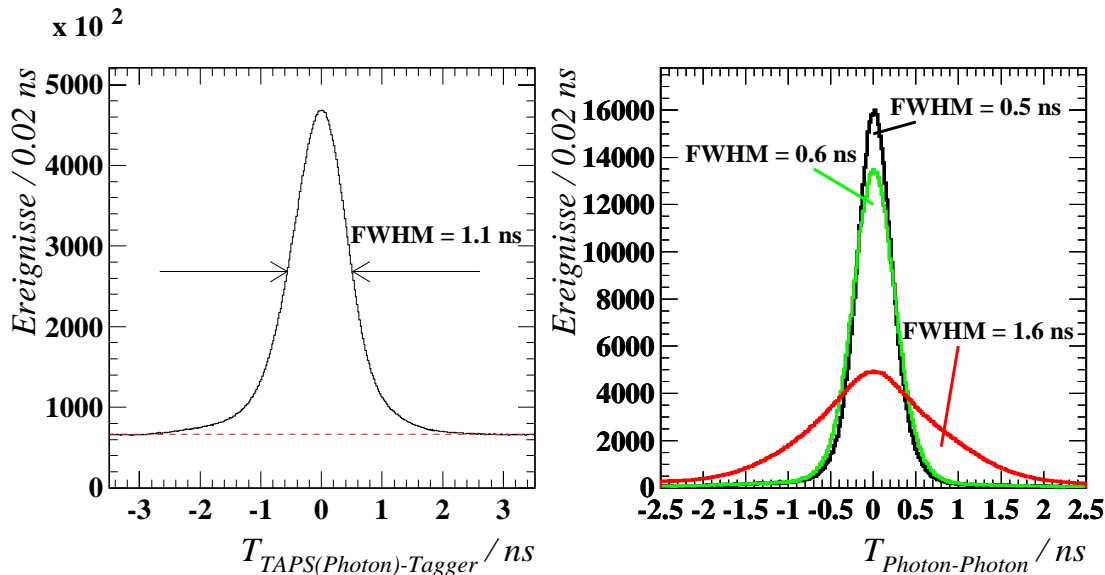 x 10^2
Ereignisse / 0.02 ns
5000
4000
3000
2000
1000
0
FWHM = 1.1 ns
-3 -2 -1 0 1 2 3
T_TAPS(Photon)-Tagger / ns
Ereignisse / 0.02 ns
16000
14000
12000
10000
8000
6000
4000
2000
0
FWHM = 0.5 ns
FWHM = 0.6 ns
FWHM = 1.6 ns
-2.5 -2 -1.5 -1 -0.5 0 0.5 1 1.5 2 2.5
T_Photon-Photon / ns